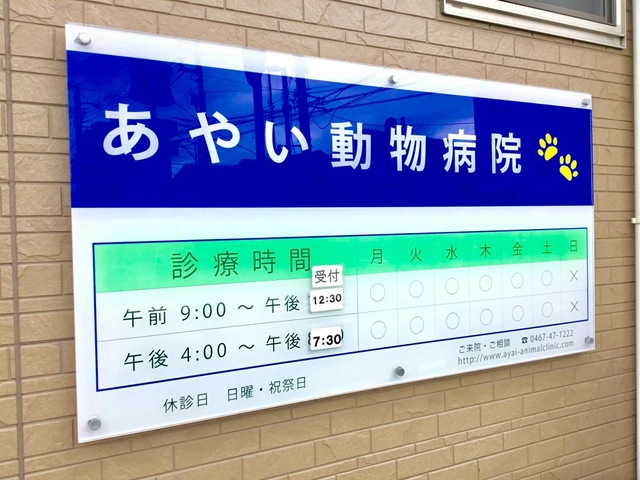 あやい動物病院
診療時間 月 火 水 木 金 土 日
受付
午前 9:00 ～ 午後 12:30 ○ ○ ○ ○ ○ ○ ×
午後 4:00 ～ 午後 7:30 ○ ○ ○ ○ ○ ○ ×
ご来院・ご相談 ☎ 0467-47-1222
http://www.ayai-animalclinic.com
休診日 日曜・祝祭日